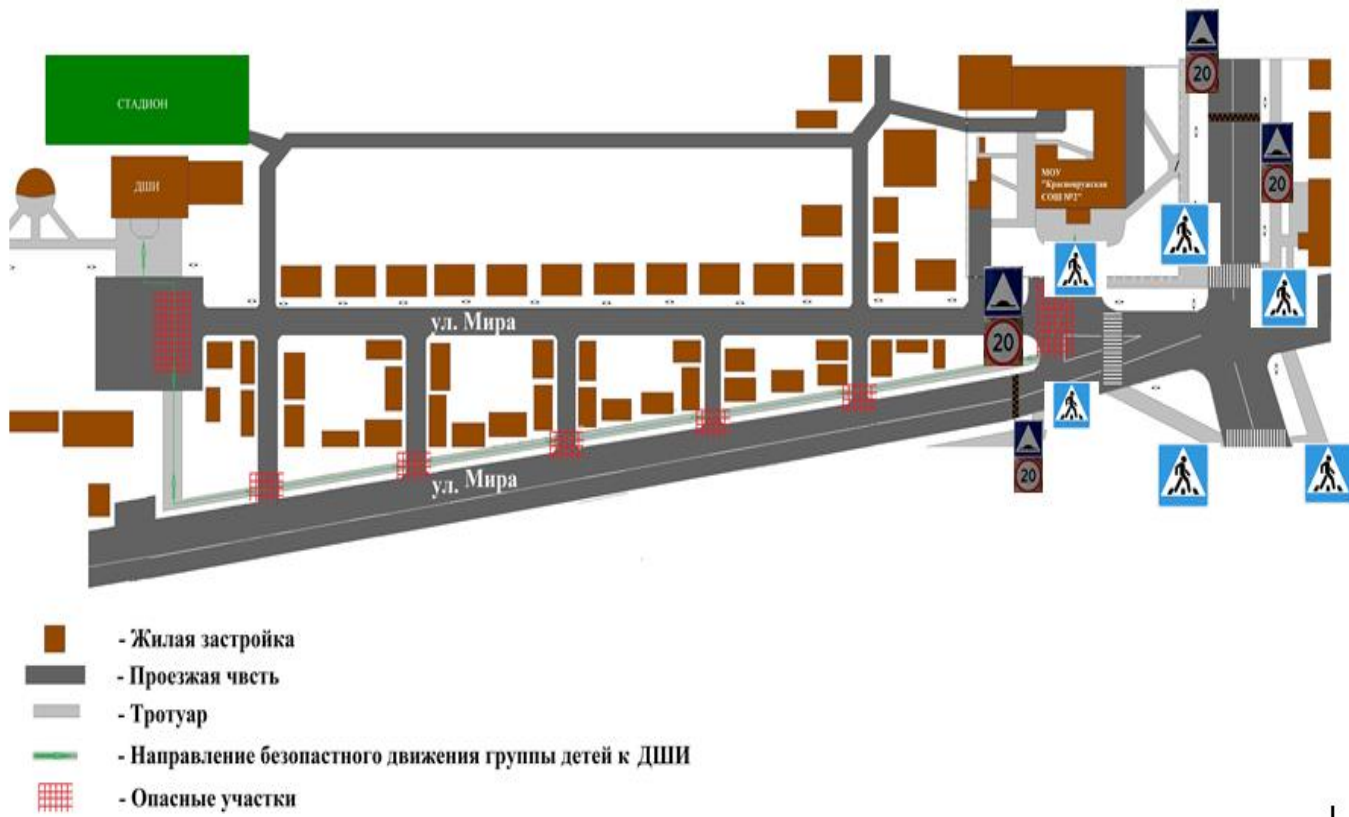 20
СТАДИОН
20
ДШИ
МОУ
"Краснояружская
СОШ №2"
ул. Мира
20
ул. Мира
20
- Жилая застройка
- Проезжая чвсть
- Тротуар
- Направление безопастного движения группы детей к ДШИ
- Опасные участки